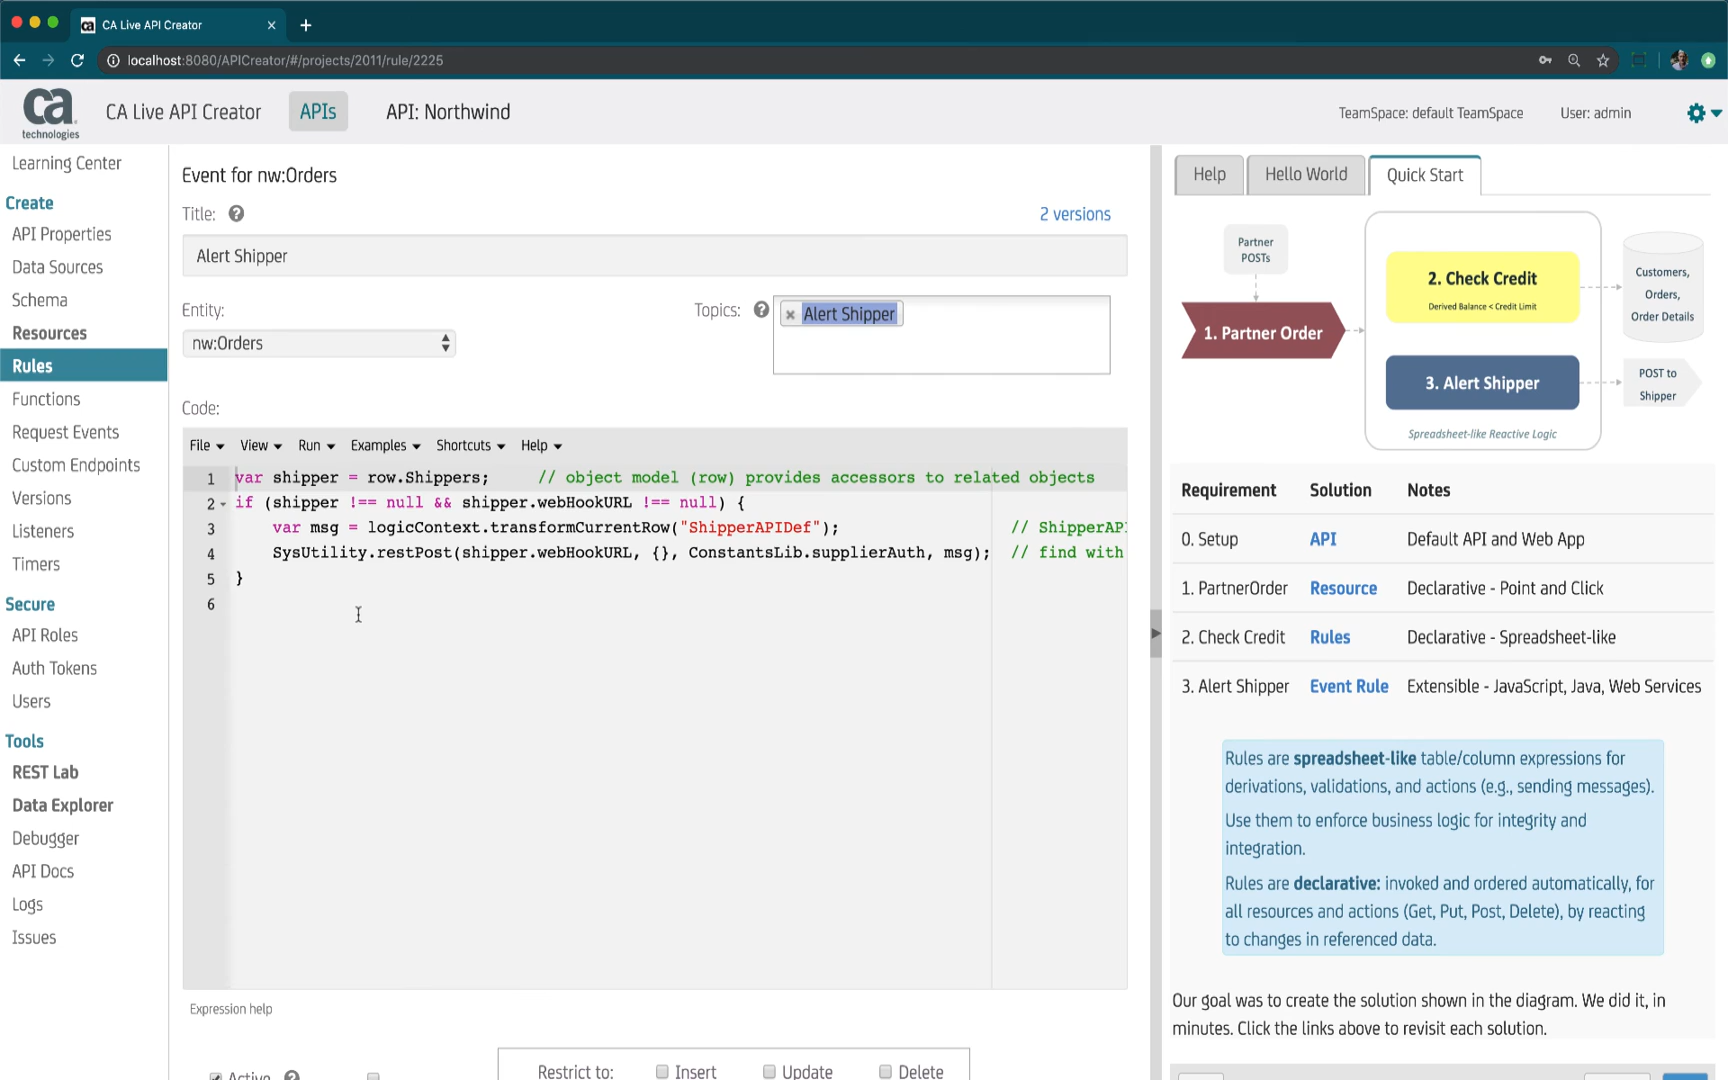 CA Live API Creator
localhost:8080/APICreator/#/projects/2011/rule/2225
ca technologies
CA Live API Creator
APIs
API: Northwind
TeamSpace: default TeamSpace
User: admin
Learning Center
Create
API Properties
Data Sources
Schema
Resources
Rules
Functions
Request Events
Custom Endpoints
Versions
Listeners
Timers
Secure
API Roles
Auth Tokens
Users
Tools
REST Lab
Data Explorer
Debugger
API Docs
Logs
Issues
Event for nw:Orders
Title: ?
2 versions
Alert Shipper
Entity:
nw:Orders
Topics: ?
× Alert Shipper
Code:
File View Run Examples Shortcuts Help
1 var shipper = row.Shippers; // object model (row) provides accessors to related objects
2 if (shipper !== null && shipper.webHookURL !== null) {
3 var msg = logicContext.transformCurrentRow("ShipperAPIDef"); // ShipperAPI
4 SysUtility.restPost(shipper.webHookURL, {}, ConstantsLib.supplierAuth, msg); // find with
5 }
6
Expression help
Active ?
Restrict to: Insert Update Delete
Help
Hello World
Quick Start
Partner
POSTs
1. Partner Order
2. Check Credit
Derived Balance < Credit Limit
3. Alert Shipper
Spreadsheet-like Reactive Logic
Customers,
Orders,
Order Details
POST to
Shipper
Requirement Solution Notes
0. Setup API Default API and Web App
1. PartnerOrder Resource Declarative - Point and Click
2. Check Credit Rules Declarative - Spreadsheet-like
3. Alert Shipper Event Rule Extensible - JavaScript, Java, Web Services
Rules are spreadsheet-like table/column expressions for
derivations, validations, and actions (e.g., sending messages).
Use them to enforce business logic for integrity and
integration.
Rules are declarative: invoked and ordered automatically, for
all resources and actions (Get, Put, Post, Delete), by reacting
to changes in referenced data.
Our goal was to create the solution shown in the diagram. We did it, in
minutes. Click the links above to revisit each solution.